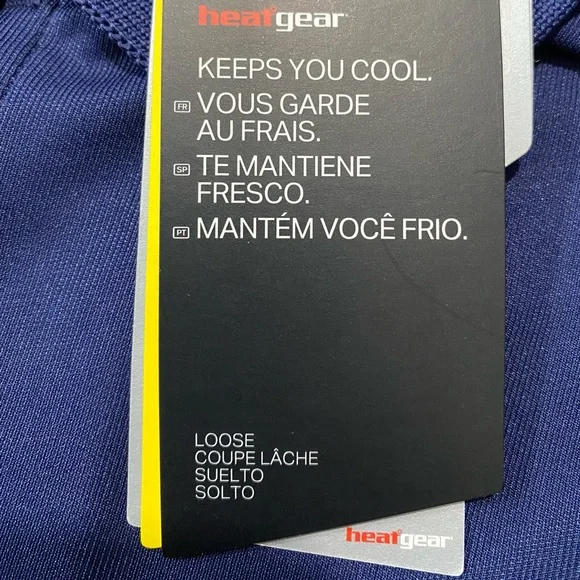 heatgear
KEEPS YOU COOL.
FR VOUS GARDE
AU FRAIS.
SP TE MANTIENE
FRESCO.
PT MANTÉM VOCÊ FRIO.
LOOSE
COUPE LÂCHE
SUELTO
SOLTO
heatgear